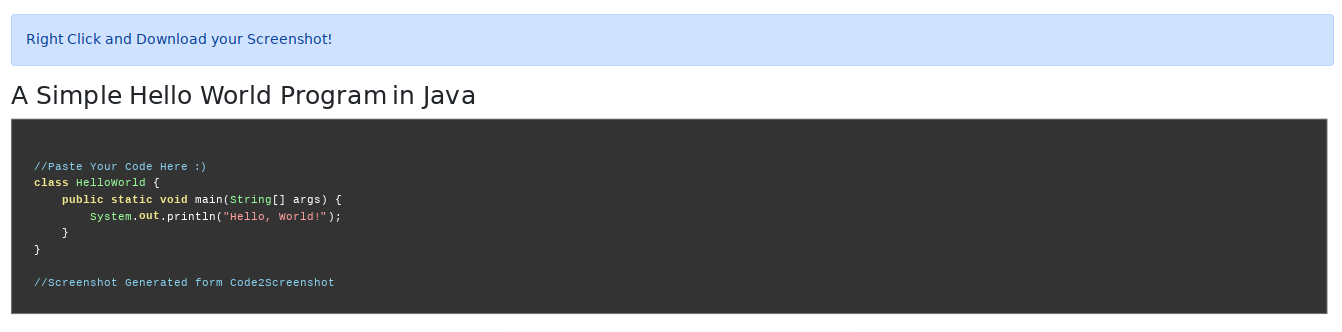 Right Click and Download your Screenshot!
A Simple Hello World Program in Java
//Paste Your Code Here :)
class HelloWorld {
    public static void main(String[] args) {
        System.out.println("Hello, World!");
    }
}
//Screenshot Generated form Code2Screenshot